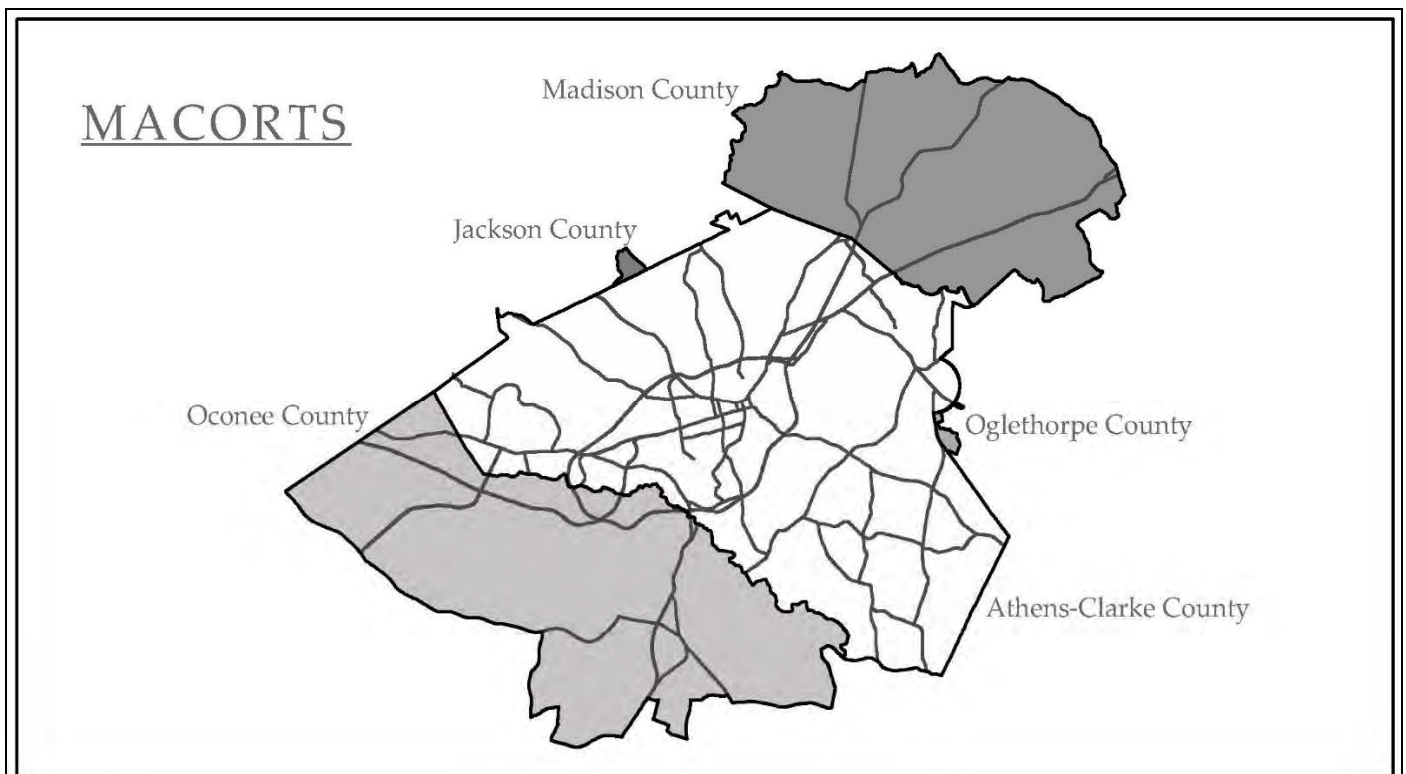 MACORTS
Madison County
Jackson County
Oconee County
Oglethorpe County
Athens-Clarke County